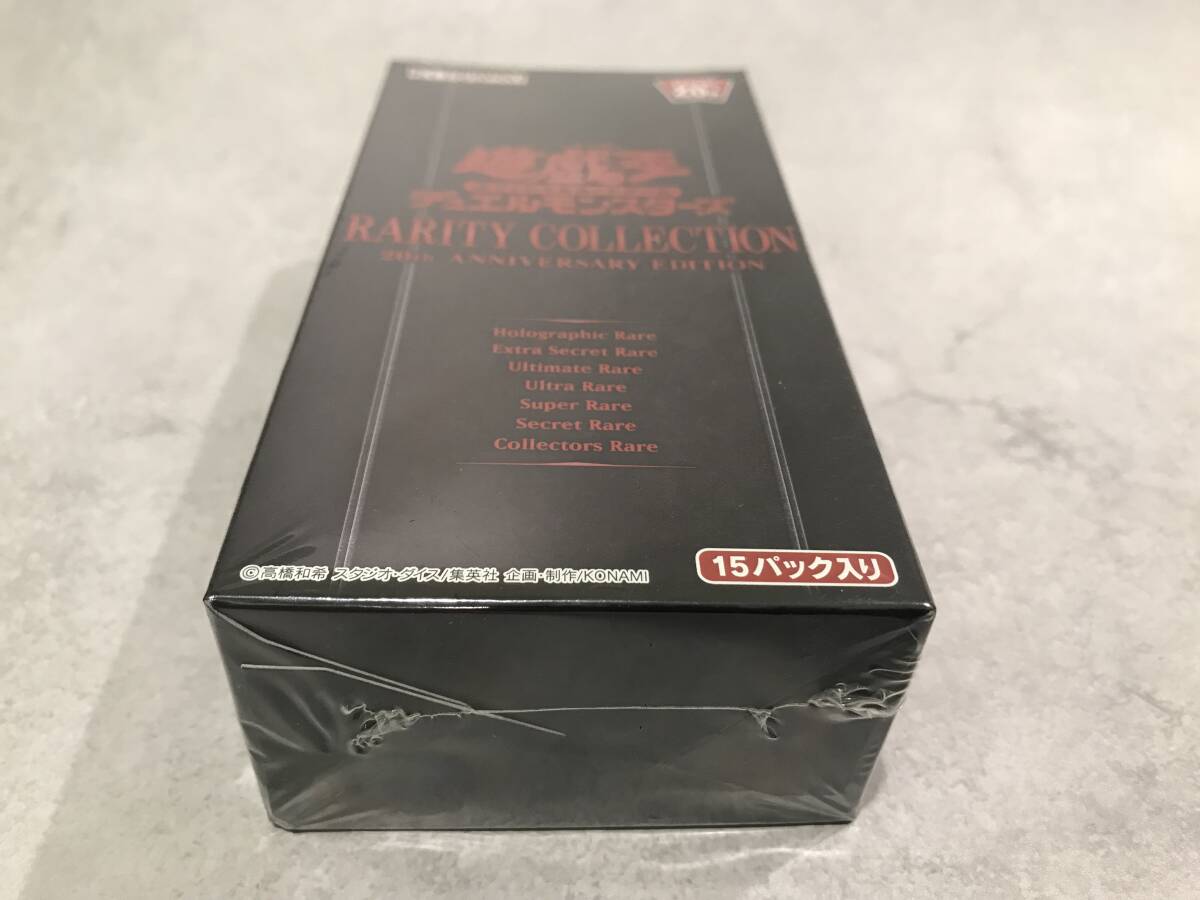 遊戯王
デュエルモンスターズ
RARITY COLLECTION
20th ANNIVERSARY EDITION
Holographic Rare
Extra Secret Rare
Ultimate Rare
Ultra Rare
Super Rare
Secret Rare
Collectors Rare
©高橋和希 スタジオ・ダイス/集英社 企画・制作/KONAMI
15パック入り